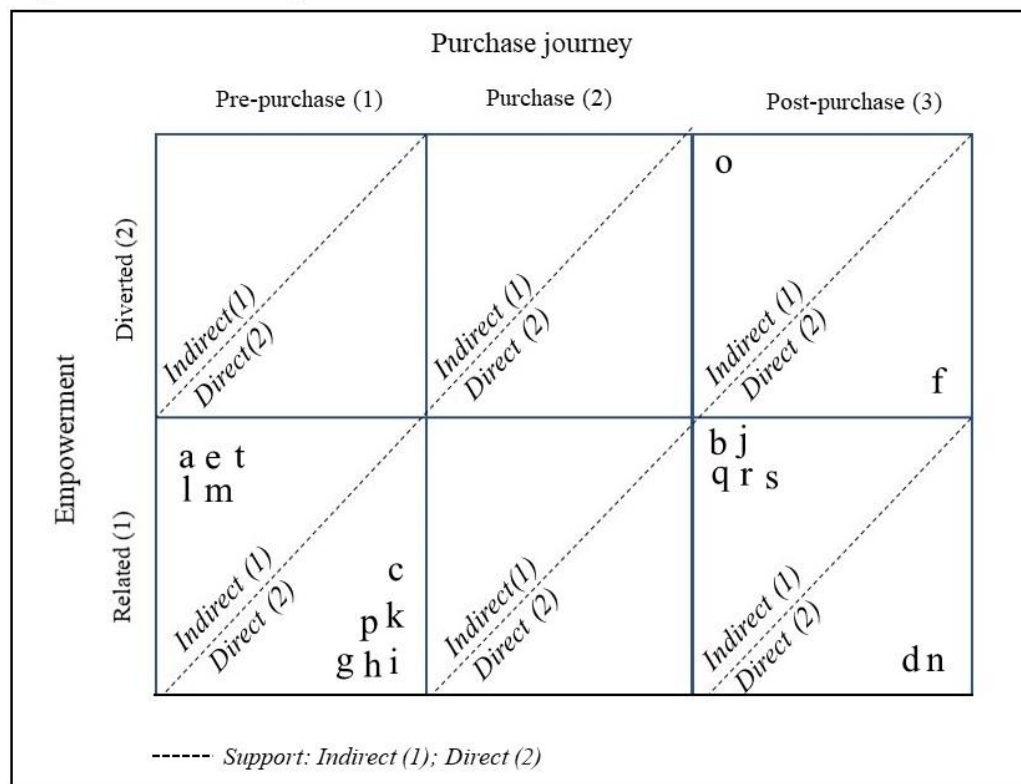 Purchase journey
Pre-purchase (1)
Purchase (2)
Post-purchase (3)
Empowerment
Diverted (2)
Indirect(1)
Direct(2)
Indirect (1)
Direct (2)
o
Indirect (1)
Direct (2)
f
Related (1)
a e t
l m
Indirect (1)
Direct (2)
c
p k
g h i
Indirect(1)
Direct (2)
b j
q r s
Indirect (1)
Direct (2)
d n
Support: Indirect (1); Direct (2)